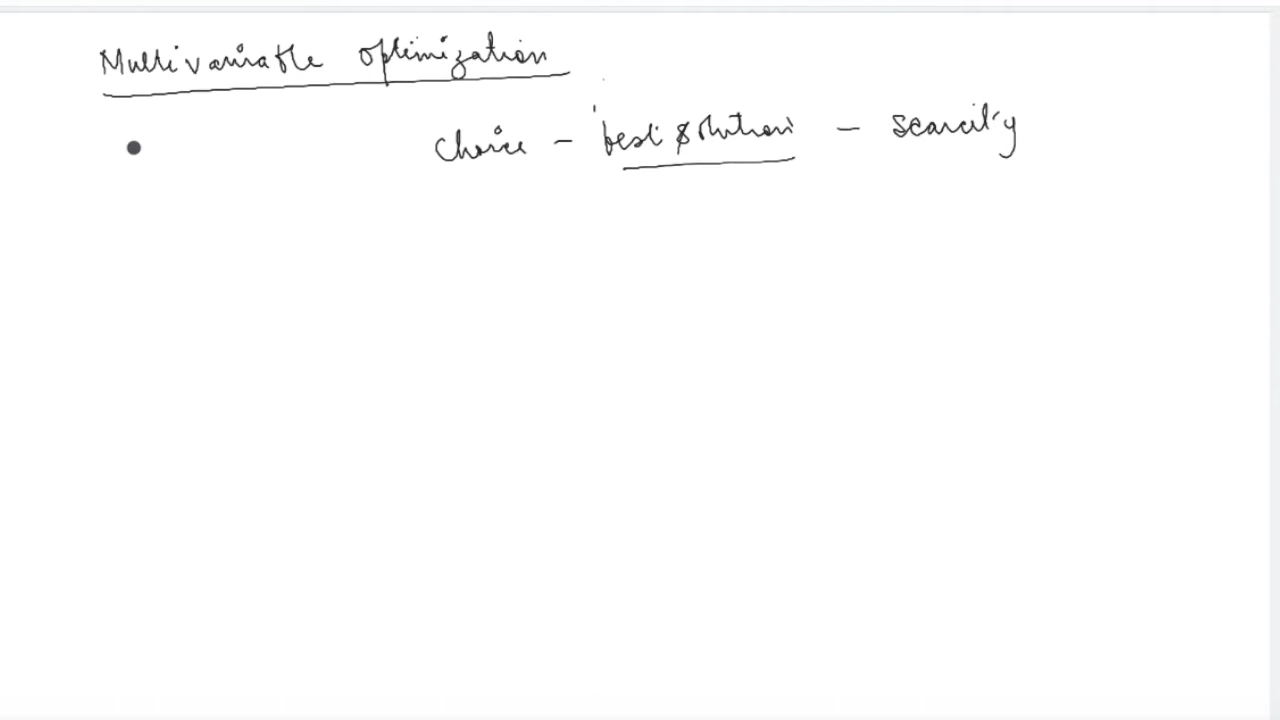 Multivariable optimization
choice - best solution - scarcity